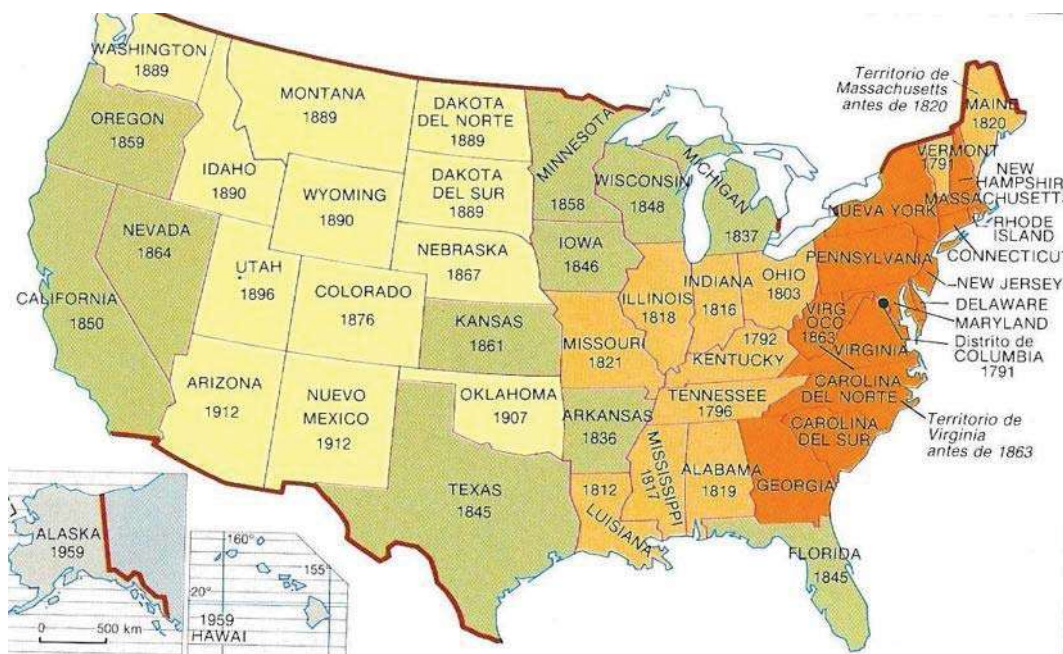 WASHINGTON
1889
OREGON
1859
CALIFORNIA
1850
NEVADA
1864
IDAHO
1890
MONTANA
1889
WYOMING
1890
UTAH
1896
COLORADO
1876
ARIZONA
1912
NUEVO
MEXICO
1912
DAKOTA
DEL NORTE
1889
DAKOTA
DEL SUR
1889
NEBRASKA
1867
KANSAS
1861
OKLAHOMA
1907
TEXAS
1845
MINNESOTA
1858
IOWA
1846
MISSOURI
1821
ARKANSAS
1836
1812
LUISIANA
WISCONSIN
1848
MICHIGAN
1837
ILLINOIS
1818
INDIANA
1816
OHIO
1803
1792
KENTUCKY
TENNESSEE
1796
MISSISSIPPI
1817
ALABAMA
1819
GEORGIA
FLORIDA
1845
CAROLINA
DEL SUR
CAROLINA
DEL NORTE
VIRG
OCO
1863
VIRGINIA
PENNSYLVANIA
NUEVA YORK
VERMONT
1791
Territorio de
Massachusetts
antes de 1820
MAINE
1820
NEW
HAMPSHIR
MASSACHUSETT
RHODE
ISLAND
CONNECTICUT
NEW JERSEY
DELAWARE
MARYLAND
Distrito de
COLUMBIA
1791
Territorio de
Virginia
antes de 1863
ALASKA
1959
0 500 km
160°
155°
20°
1959
HAWAI